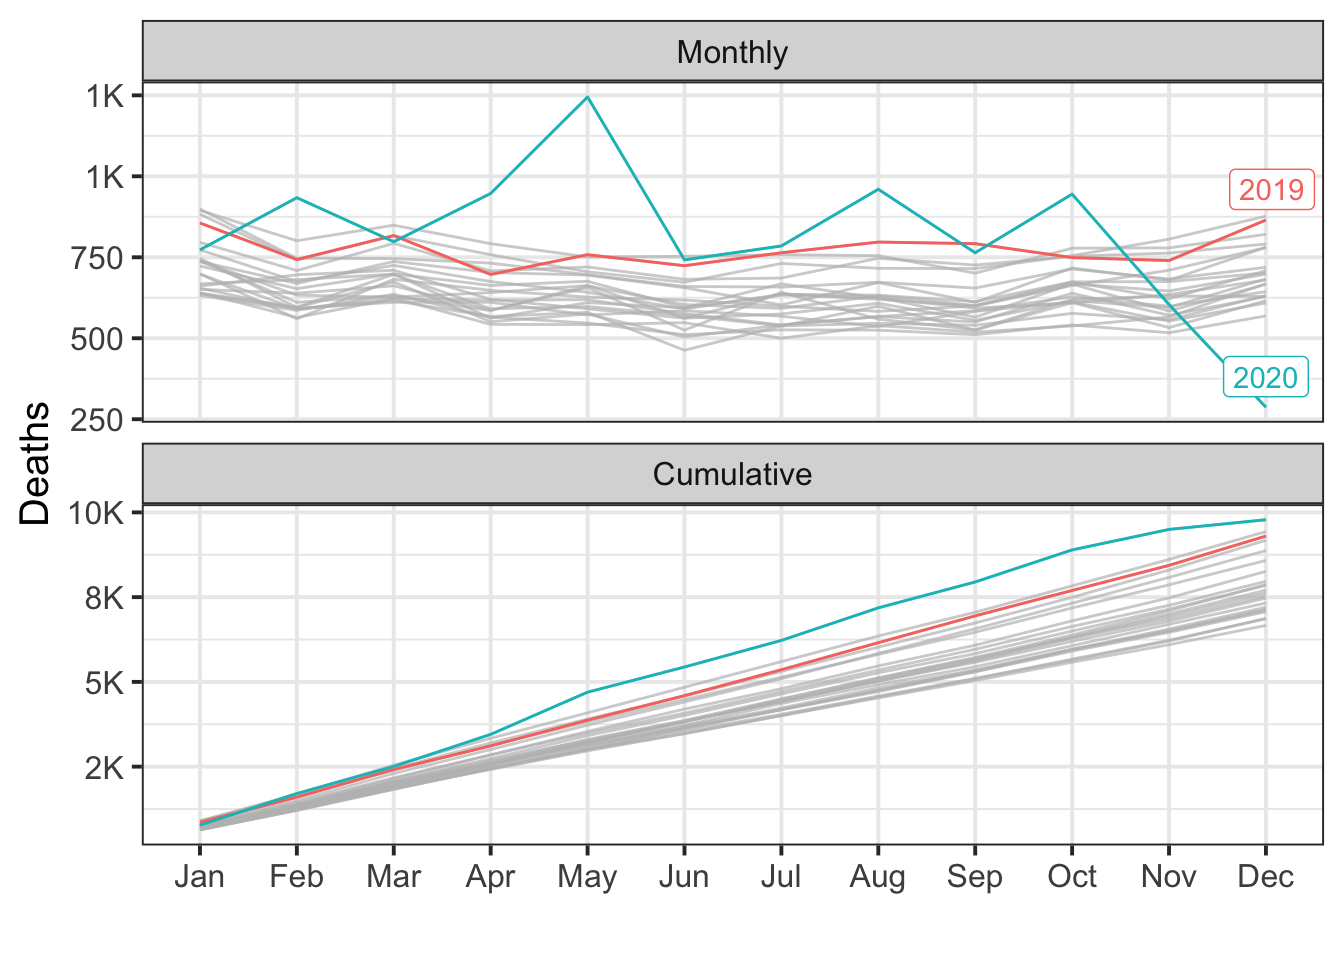 Monthly
1K
1K
750
500
250
2019
2020
Deaths
Cumulative
10K
8K
5K
2K
Jan Feb Mar Apr May Jun Jul Aug Sep Oct Nov Dec